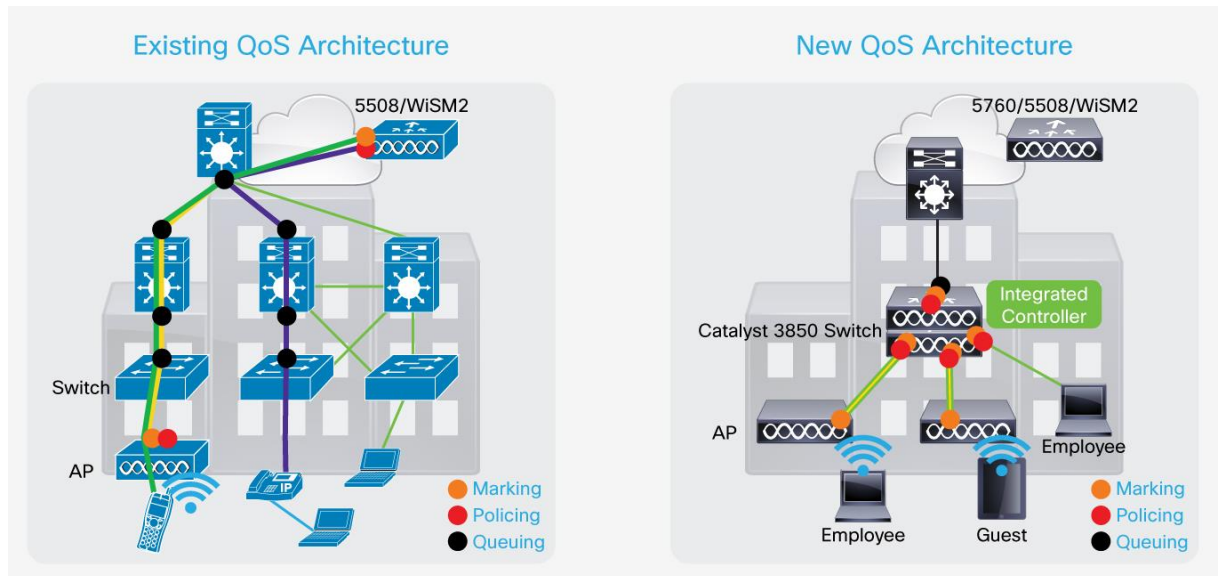 Existing QoS Architecture
5508/WiSM2
Switch
AP
IP
Marking
Policing
Queuing
New QoS Architecture
5760/5508/WiSM2
Integrated
Controller
Catalyst 3850 Switch
AP
Employee
Employee
Guest
Marking
Policing
Queuing